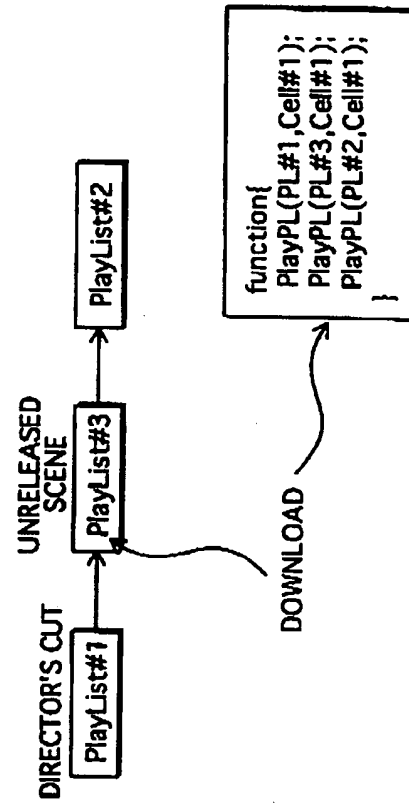 DIRECTOR'S CUT
PlayList#1
UNRELEASED
SCENE
PlayList#3
PlayList#2
DOWNLOAD
function{
PlayPL(PL#1,Cell#1);
PlayPL(PL#3,Cell#1);
PlayPL(PL#2,Cell#1);
}